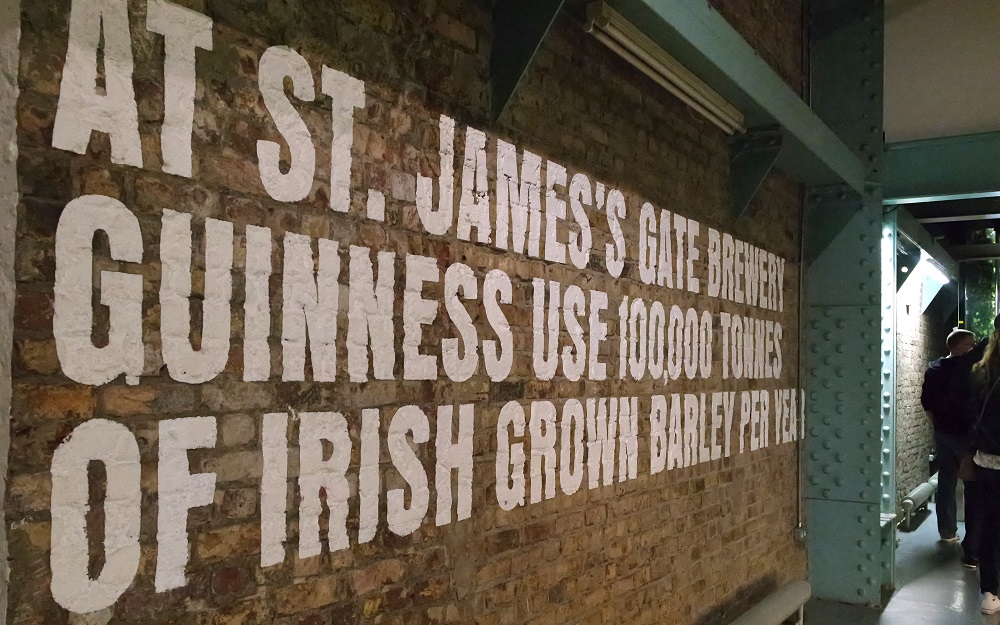 AT ST. JAMES'S GATE BREWERY
GUINNESS USE 100,000 TONNES
OF IRISH GROWN BARLEY PER YEAR